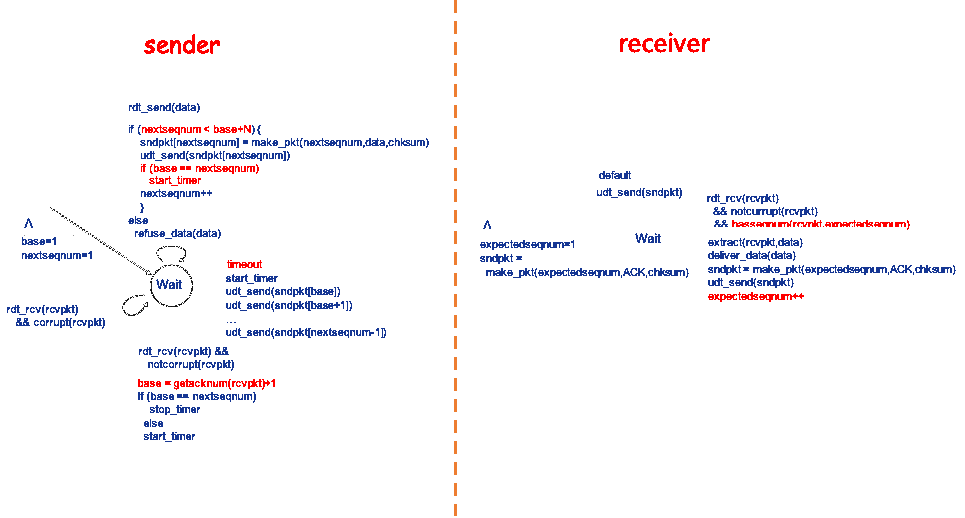 sender
rdt_send(data)
if (nextseqnum < base+N) {
sndpkt[nextseqnum] = make_pkt(nextseqnum,data,chksum)
udt_send(sndpkt[nextseqnum])
if (base == nextseqnum)
start_timer
nextseqnum++
}
else
refuse_data(data)
Λ
base=1
nextseqnum=1
Wait
timeout
start_timer
udt_send(sndpkt[base])
udt_send(sndpkt[base+1])
…
udt_send(sndpkt[nextseqnum-1])
rdt_rcv(rcvpkt)
&& corrupt(rcvpkt)
rdt_rcv(rcvpkt) &&
notcorrupt(rcvpkt)
base = getacknum(rcvpkt)+1
If (base == nextseqnum)
stop_timer
else
start_timer
receiver
default
udt_send(sndpkt)
Λ
expectedseqnum=1
sndpkt =
make_pkt(expectedseqnum,ACK,chksum)
Wait
rdt_rcv(rcvpkt)
&& notcurrupt(rcvpkt)
&& hasseqnum(rcvpkt,expectedseqnum)
extract(rcvpkt,data)
deliver_data(data)
sndpkt = make_pkt(expectedseqnum,ACK,chksum)
udt_send(sndpkt)
expectedseqnum++